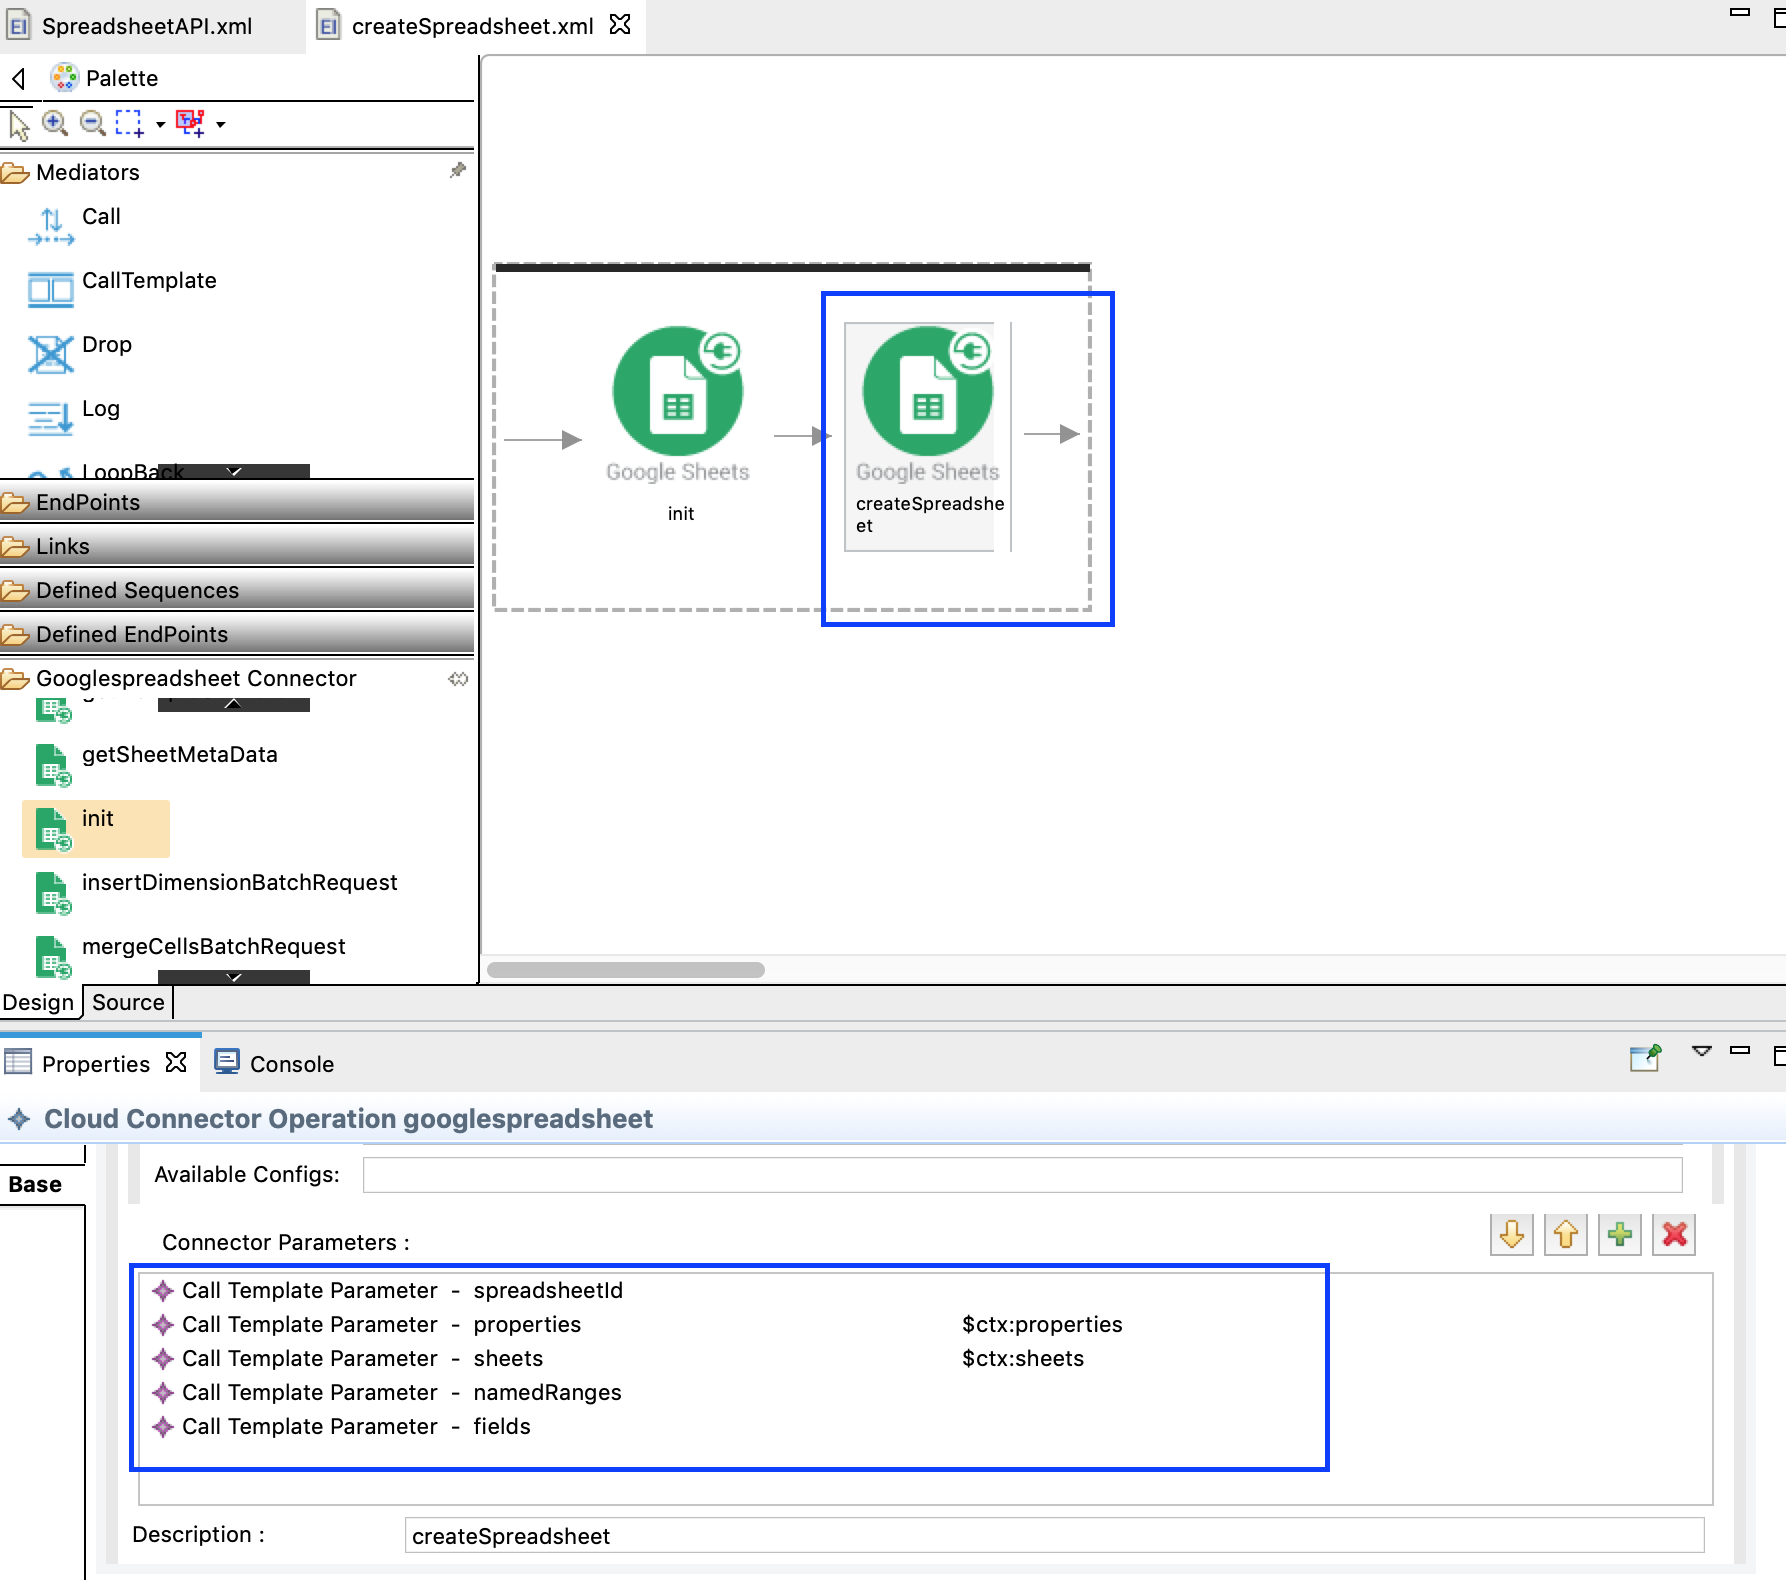 SpreadsheetAPI.xml
createSpreadsheet.xml
Palette
Mediators
Call
CallTemplate
Drop
Log
LoopBack
EndPoints
Links
Defined Sequences
Defined EndPoints
Googlespreadsheet Connector
getSheetMetaData
init
insertDimensionBatchRequest
mergeCellsBatchRequest
Google Sheets
init
Google Sheets
createSpreadshe
et
Design
Source
Properties
Console
Cloud Connector Operation googlespreadsheet
Base
Available Configs:
Connector Parameters :
Call Template Parameter - spreadsheetId
Call Template Parameter - properties $ctx:properties
Call Template Parameter - sheets $ctx:sheets
Call Template Parameter - namedRanges
Call Template Parameter - fields
Description :
createSpreadsheet